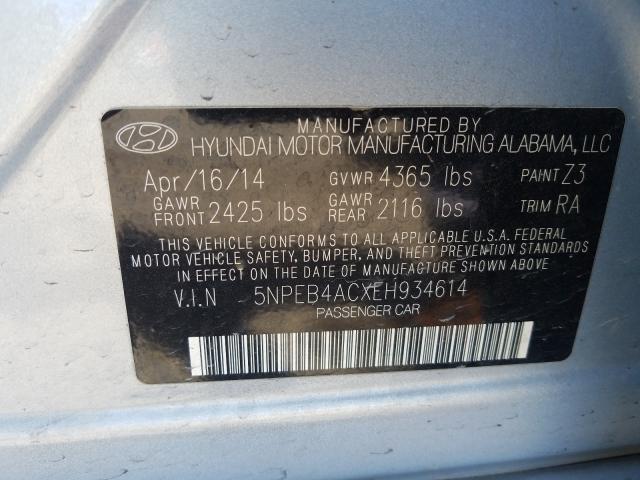 MANUFACTURED BY
HYUNDAI MOTOR MANUFACTURING ALABAMA, LLC
Apr/16/14 GVWR 4365 lbs PAINT Z3
GAWR FRONT 2425 lbs GAWR REAR 2116 lbs TRIM RA
THIS VEHICLE CONFORMS TO ALL APPLICABLE U.S.A. FEDERAL
MOTOR VEHICLE SAFETY, BUMPER, AND THEFT PREVENTION STANDARDS
IN EFFECT ON THE DATE OF MANUFACTURE SHOWN ABOVE
V.I.N 5NPEB4ACXEH934614
PASSENGER CAR